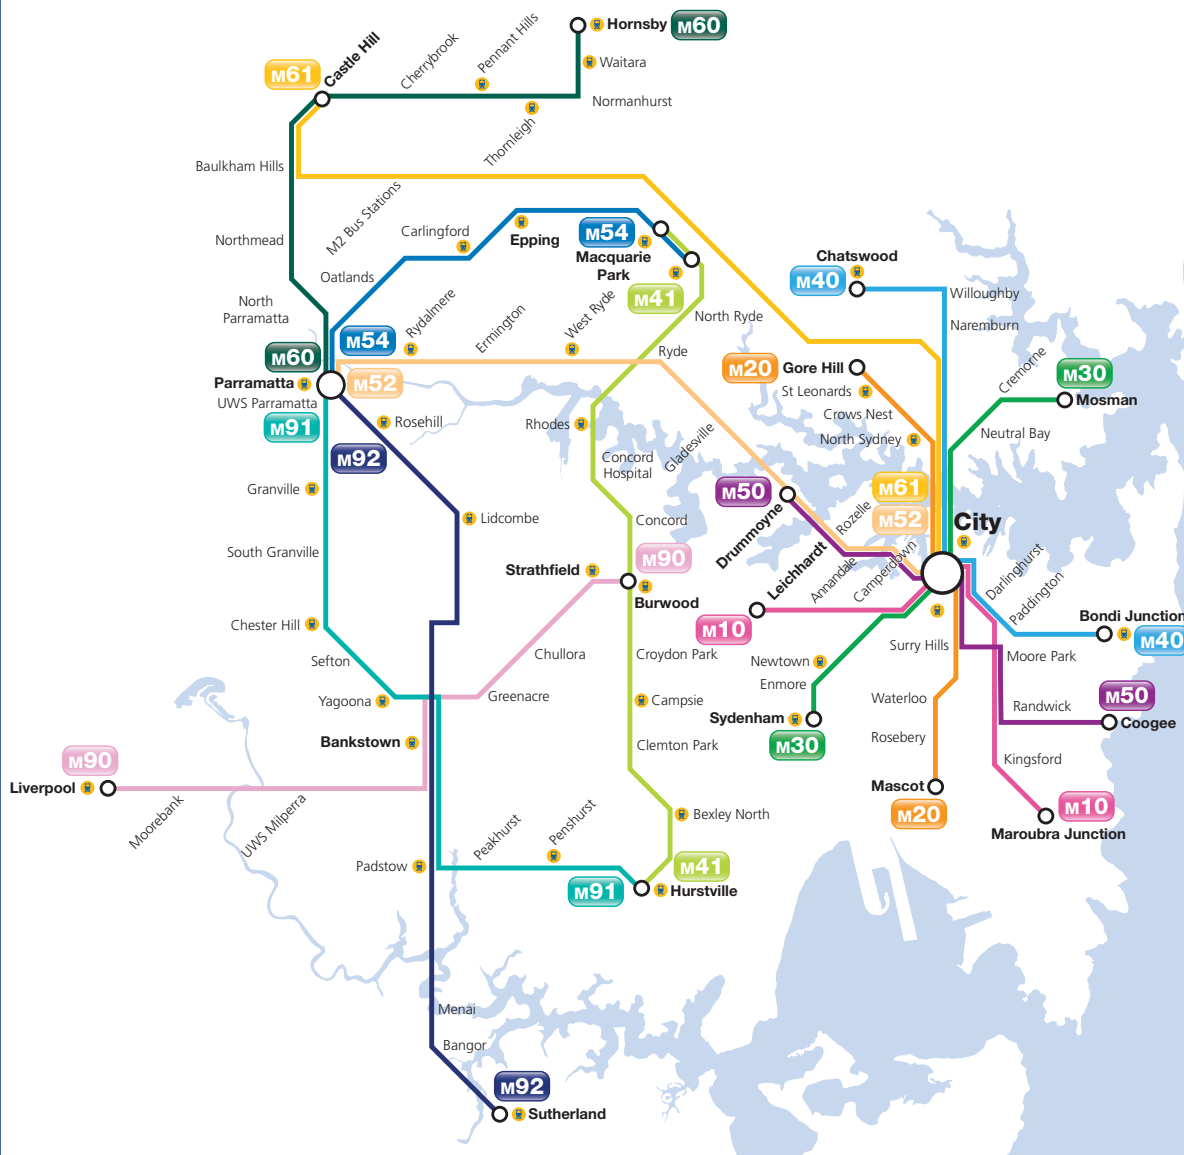 Hornsby M60
Waitara
Normanhurst
Pennant Hills
Cherrybrook
Thornleigh
M61
Castle Hill
Baulkham Hills
Northmead
M2 Bus Stations
Oatlands
Carlingford
Epping
M54
Macquarie
Park
M41
North Ryde
Ryde
North
Parramatta
M54
Rydalmere
Ermington
West Ryde
M60
Parramatta
M52
UWS Parramatta
M91
M92
Rosehill
Rhodes
Concord
Hospital
Gladesville
Chatswood
M40
Willoughby
Naremburn
M20 Gore Hill
St Leonards
Crows Nest
North Sydney
Cremorne
M30
Mosman
Neutral Bay
Granville
Lidcombe
South Granville
Concord
M50
Drummoyne
Rozelle
M61
M52
City
Strathfield
M90
Burwood
Leichhardt
Annandale
Camperdown
M10
Darlinghurst
Paddington
Bondi Junction
M40
Chester Hill
Sefton
Yagoona
Chullora
Greenacre
Croydon Park
Campsie
Clemton Park
Newtown
Enmore
Sydenham
M30
Surry Hills
Waterloo
Rosebery
Mascot
M20
Moore Park
Randwick
M50
Coogee
Kingsford
M10
Maroubra Junction
Bankstown
M90
Liverpool
Moorebank
UWS Milperra
Padstow
Peakhurst
Penshurst
Bexley North
M41
M91
Hurstville
Menai
Bangor
M92
Sutherland